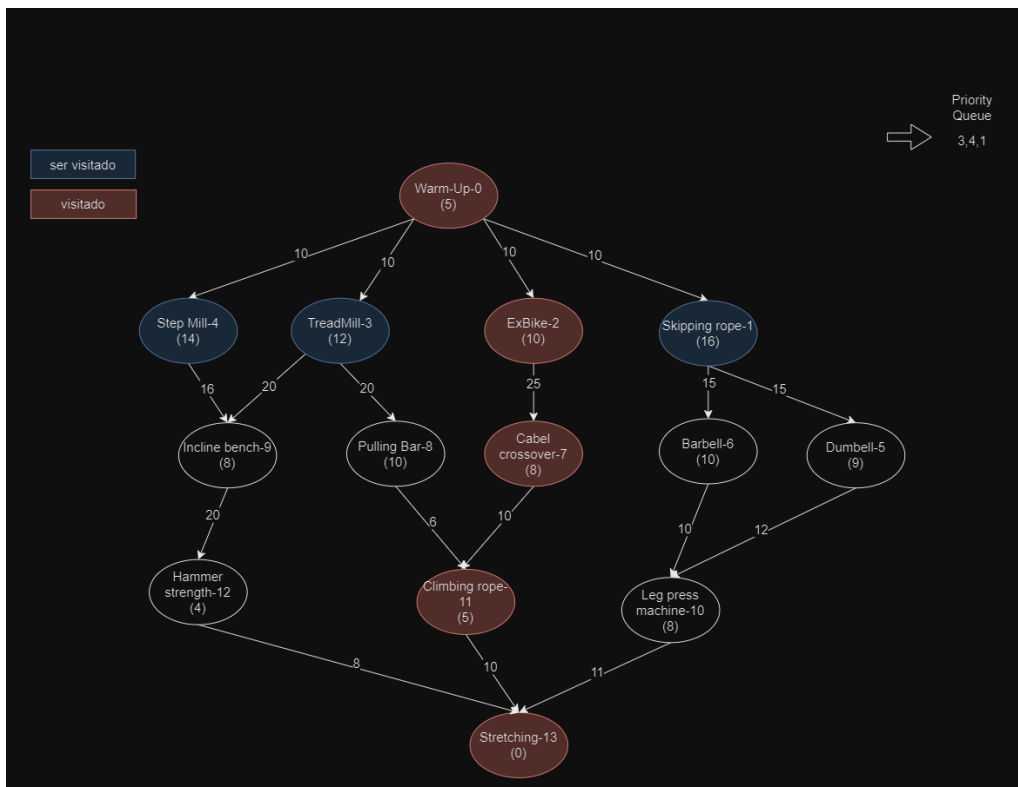 Priority
Queue
3,4,1
ser visitado
visitado
Warm-Up-0
(5)
10
10
10
10
Step Mill-4
(14)
TreadMill-3
(12)
ExBike-2
(10)
Skipping rope-1
(16)
16
20
20
25
15
15
Incline bench-9
(8)
Pulling Bar-8
(10)
Cabel
crossover-7
(8)
Barbell-6
(10)
Dumbell-5
(9)
20
6
10
10
12
Hammer
strength-12
(4)
Climbing rope-
11
(5)
Leg press
machine-10
(8)
8
10
11
Stretching-13
(0)